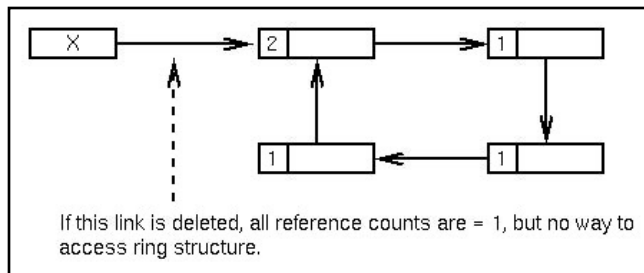 X
2
1
1
1
If this link is deleted, all reference counts are = 1, but no way to
access ring structure.